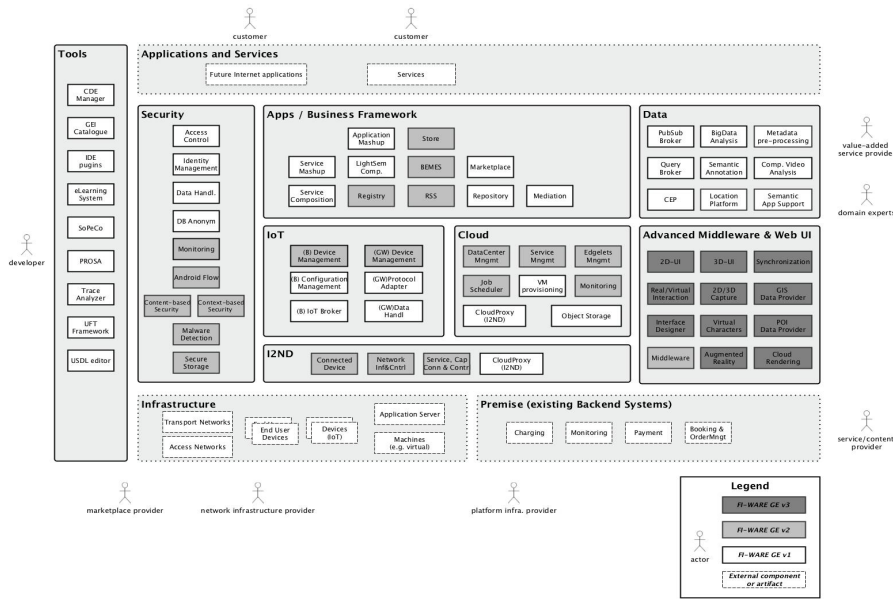 customer
customer
Tools
CDE
Manager
GEI
Catalogue
IDE
pugins
eLearning
System
SoPeCo
PROSA
Trace
Analyzer
UFT
Framework
USDL editor
developer
Applications and Services
Future Internet applications
Services
Security
Access
Control
Identity
Management
Data Handl.
DB Anonym
Monitoring
Android Flow
Content-based
Security
Context-based
Security
Malware
Detection
Secure
Storage
Apps / Business Framework
Application
Mashup
Store
Service
Mashup
LightSem
Comp.
BEMES
Marketplace
Service
Composition
Registry
RSS
Repository
Mediation
Data
PubSub
Broker
BigData
Analysis
Metadata
pre-processing
Query
Broker
Semantic
Annotation
Comp. Video
Analysis
CEP
Location
Platform
Semantic
App Support
value-added
service provide
domain experts
IoT
(B) Device
Management
(GW) Device
Management
(B) Configuration
Management
(GW)Protocol
Adapter
(B) IoT Broker
(GW)Data
Handl
Cloud
DataCenter
Mngmt
Service
Mngmt
Edgelets
Mngmt
Job
Scheduler
VM
provisioning
Monitoring
CloudProxy
(I2ND)
Object Storage
Advanced Middleware & Web UI
2D-UI
3D-UI
Synchronization
Real/Virtual
Interaction
2D/3D
Capture
GIS
Data Provider
Interface
Designer
Virtual
Characters
POI
Data Provider
Middleware
Augmented
Reality
Cloud
Rendering
I2ND
Connected
Device
Network
Inf&Cntrl
Service, Cap
Conn & Contr
CloudProxy
(I2ND)
Infrastructure
Transport Networks
Access Networks
End User
Devices
Devices
(IoT)
Application Server
Machines
(e.g. virtual)
Premise (existing Backend Systems)
Charging
Monitoring
Payment
Booking &
OrderMngt
service/content
provider
marketplace provider
network infrastructure provider
platform infra. provider
Legend
actor
FI-WARE GE v3
FI-WARE GE v2
FI-WARE GE v1
External component
or artifact